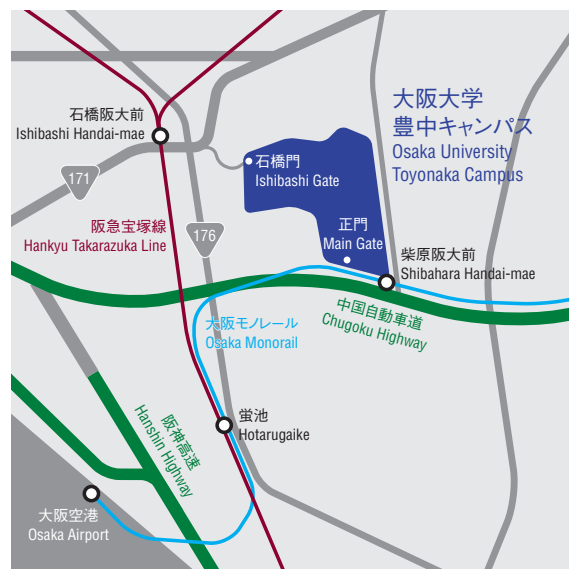 石橋阪大前
Ishibashi Handai-mae
大阪大学
豊中キャンパス
Osaka University
Toyonaka Campus
石橋門
Ishibashi Gate
171
阪急宝塚線
Hankyu Takarazuka Line
176
正門
Main Gate
柴原阪大前
Shibahara Handai-mae
大阪モノレール
Osaka Monorail
中国自動車道
Chugoku Highway
蛍池
Hotarugaike
阪神高速
Hanshin Highway
大阪空港
Osaka Airport